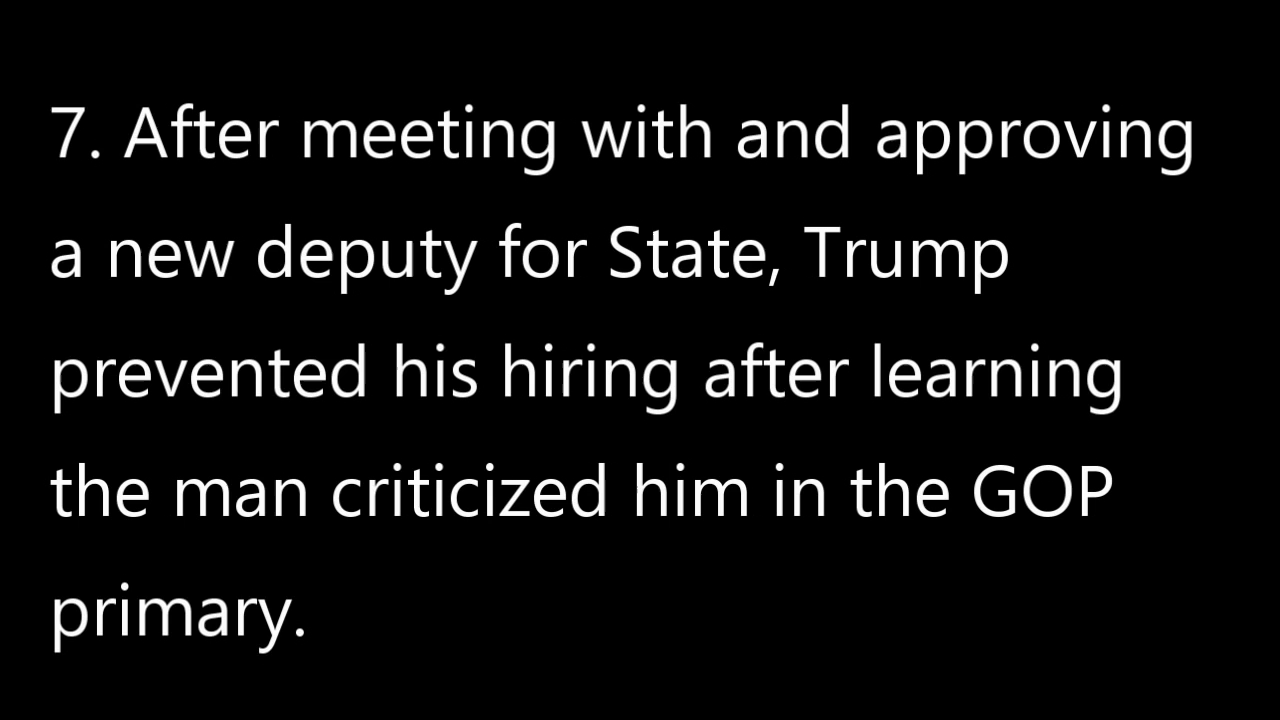 7. After meeting with and approving
a new deputy for State, Trump
prevented his hiring after learning
the man criticized him in the GOP
primary.